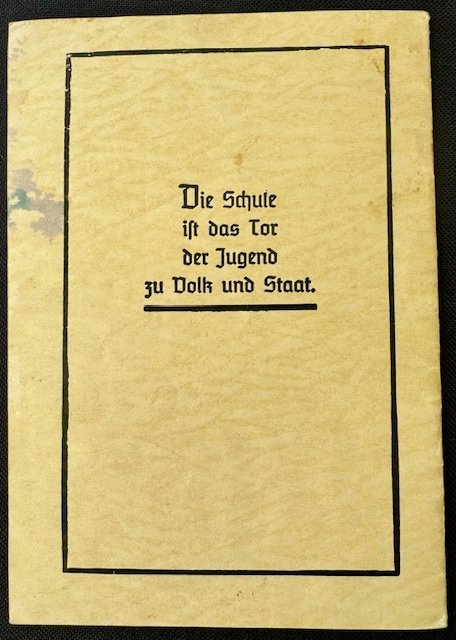 Die Schule
ist das Tor
der Jugend
zu Volk und Staat.